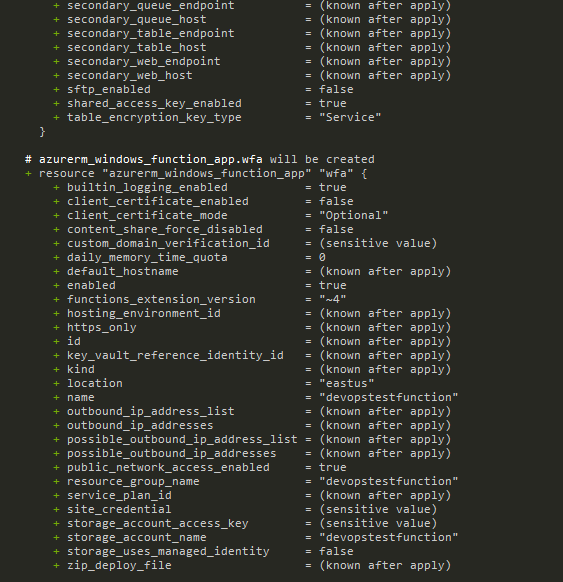 + secondary_queue_endpoint = (known after apply)
+ secondary_queue_host = (known after apply)
+ secondary_table_endpoint = (known after apply)
+ secondary_table_host = (known after apply)
+ secondary_web_endpoint = (known after apply)
+ secondary_web_host = (known after apply)
+ sftp_enabled = false
+ shared_access_key_enabled = true
+ table_encryption_key_type = "Service"
}
# azurerm_windows_function_app.wfa will be created
+ resource "azurerm_windows_function_app" "wfa" {
+ builtin_logging_enabled = true
+ client_certificate_enabled = false
+ client_certificate_mode = "Optional"
+ content_share_force_disabled = false
+ custom_domain_verification_id = (sensitive value)
+ daily_memory_time_quota = 0
+ default_hostname = (known after apply)
+ enabled = true
+ functions_extension_version = "~4"
+ hosting_environment_id = (known after apply)
+ https_only = (known after apply)
+ id = (known after apply)
+ key_vault_reference_identity_id = (known after apply)
+ kind = (known after apply)
+ location = "eastus"
+ name = "devopstestfunction"
+ outbound_ip_address_list = (known after apply)
+ outbound_ip_addresses = (known after apply)
+ possible_outbound_ip_address_list = (known after apply)
+ possible_outbound_ip_addresses = (known after apply)
+ public_network_access_enabled = true
+ resource_group_name = "devopstestfunction"
+ service_plan_id = (known after apply)
+ site_credential = (sensitive value)
+ storage_account_access_key = (sensitive value)
+ storage_account_name = "devopstestfunction"
+ storage_uses_managed_identity = false
+ zip_deploy_file = (known after apply)